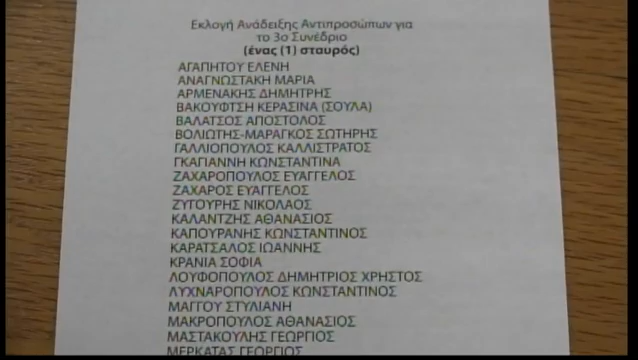 Εκλογή Ανάδειξης Αντιπροσώπων για
το 3ο Συνέδριο
(ένας (1) σταυρός)
ΑΓΑΠΗΤΟΥ ΕΛΕΝΗ
ΑΝΑΓΝΩΣΤΑΚΗ ΜΑΡΙΑ
ΑΡΜΕΝΑΚΗΣ ΔΗΜΗΤΡΗΣ
ΒΑΚΟΥΦΤΣΗ ΚΕΡΑΣΙΝΑ (ΣΟΥΛΑ)
ΒΑΛΑΤΣΟΣ ΑΠΟΣΤΟΛΟΣ
ΒΟΛΙΩΤΗΣ-ΜΑΡΑΓΚΟΣ ΣΩΤΗΡΗΣ
ΓΑΛΛΙΟΠΟΥΛΟΣ ΚΑΛΛΙΣΤΡΑΤΟΣ
ΓΚΑΓΙΑΝΝΗ ΚΩΝΣΤΑΝΤΙΝΑ
ΖΑΧΑΡΟΠΟΥΛΟΣ ΕΥΑΓΓΕΛΟΣ
ΖΑΧΑΡΟΣ ΕΥΑΓΓΕΛΟΣ
ΖΥΓΟΥΡΗΣ ΝΙΚΟΛΑΟΣ
ΚΑΛΑΝΤΖΗΣ ΑΘΑΝΑΣΙΟΣ
ΚΑΠΟΥΡΑΝΗΣ ΚΩΝΣΤΑΝΤΙΝΟΣ
ΚΑΡΑΤΣΑΛΟΣ ΙΩΑΝΝΗΣ
ΚΡΑΝΙΑ ΣΟΦΙΑ
ΛΟΥΦΟΠΟΥΛΟΣ ΔΗΜΗΤΡΙΟΣ ΧΡΗΣΤΟΣ
ΛΥΧΝΑΡΟΠΟΥΛΟΣ ΚΩΝΣΤΑΝΤΙΝΟΣ
ΜΑΓΓΟΥ ΣΤΥΛΙΑΝΗ
ΜΑΚΡΟΠΟΥΛΟΣ ΑΘΑΝΑΣΙΟΣ
ΜΑΣΤΑΚΟΥΛΗΣ ΓΕΩΡΓΙΟΣ
ΜΕΡΚΑΤΑΣ ΓΕΩΡΓΙΟΣ